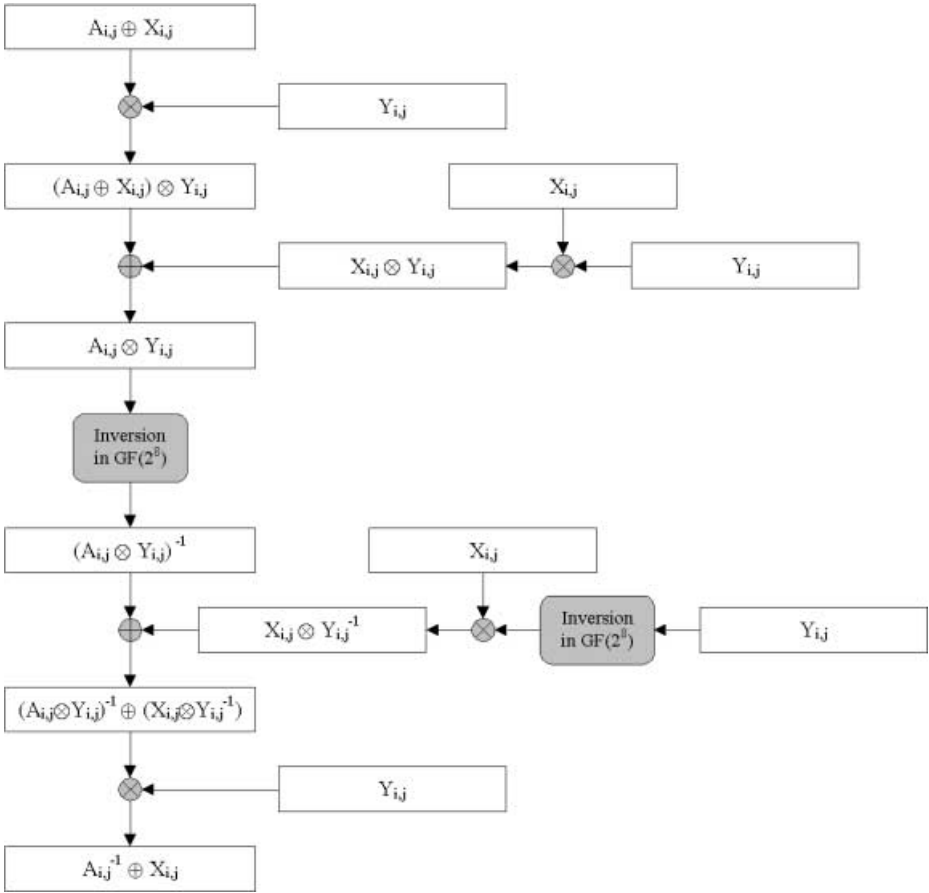 Aᵢ,ⱼ ⊕ Xᵢ,ⱼ
Yᵢ,ⱼ
(Aᵢ,ⱼ ⊕ Xᵢ,ⱼ) ⊗ Yᵢ,ⱼ
Xᵢ,ⱼ
Xᵢ,ⱼ ⊗ Yᵢ,ⱼ
Yᵢ,ⱼ
Aᵢ,ⱼ ⊗ Yᵢ,ⱼ
Inversion
in GF(2⁸)
(Aᵢ,ⱼ ⊗ Yᵢ,ⱼ)⁻¹
Xᵢ,ⱼ
Xᵢ,ⱼ ⊗ Yᵢ,ⱼ⁻¹
Inversion
in GF(2⁸)
Yᵢ,ⱼ
(Aᵢ,ⱼ⊗Yᵢ,ⱼ)⁻¹ ⊕ (Xᵢ,ⱼ⊗Yᵢ,ⱼ⁻¹)
Yᵢ,ⱼ
Aᵢ,ⱼ⁻¹ ⊕ Xᵢ,ⱼ